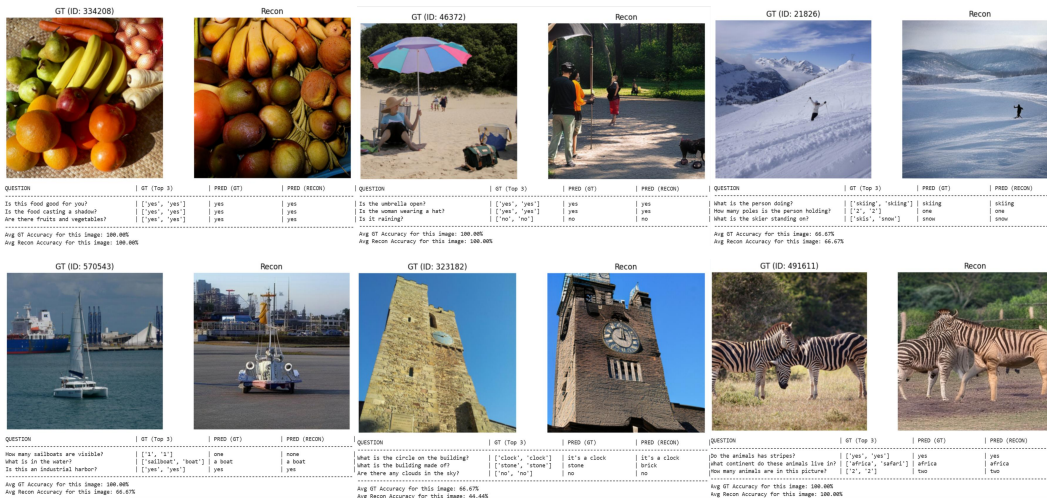 GT (ID: 334208)
Recon
QUESTION | GT (Top 3) | PRED (GT) | PRED (RECON)
Is this food good for you? | ['yes', 'yes'] | yes | yes
Is the food casting a shadow? | ['yes', 'yes'] | yes | yes
Are there fruits and vegetables? | ['yes', 'yes'] | yes | yes
Avg GT Accuracy for this image: 100.00%
Avg Recon Accuracy for this image: 100.00%
GT (ID: 46372)
Recon
QUESTION | GT (Top 3) | PRED (GT) | PRED (RECON)
Is the umbrella open? | ['yes', 'yes'] | yes | yes
Is the woman wearing a hat? | ['yes', 'yes'] | yes | yes
Is it raining? | ['no', 'no'] | no | no
Avg GT Accuracy for this image: 100.00%
Avg Recon Accuracy for this image: 100.00%
GT (ID: 21826)
Recon
QUESTION | GT (Top 3) | PRED (GT) | PRED (RECON)
What is the person doing? | ['skiing', 'skiing'] | skiing | skiing
How many poles is the person holding? | ['2', '2'] | one | one
What is the skier standing on? | ['skis', 'snow'] | snow | snow
Avg GT Accuracy for this image: 66.67%
Avg Recon Accuracy for this image: 66.67%
GT (ID: 570543)
Recon
QUESTION | GT (Top 3) | PRED (GT) | PRED (RECON)
How many sailboats are visible? | ['1', '1'] | one | none
What is in the water? | ['sailboat', 'boat'] | a boat | a boat
Is this an industrial harbor? | ['yes', 'yes'] | yes | yes
Avg GT Accuracy for this image: 100.00%
Avg Recon Accuracy for this image: 66.67%
GT (ID: 323182)
Recon
QUESTION | GT (Top 3) | PRED (GT) | PRED (RECON)
What is the circle on the building? | ['clock', 'clock'] | it's a clock | it's a clock
What is the building made of? | ['stone', 'stone'] | stone | brick
Are there any clouds in the sky? | ['no', 'no'] | no | no
Avg GT Accuracy for this image: 66.67%
Avg Recon Accuracy for this image: 44.44%
GT (ID: 491611)
Recon
QUESTION | GT (Top 3) | PRED (GT) | PRED (RECON)
Do the animals has stripes? | ['yes', 'yes'] | yes | yes
What continent do these animals live in? | ['africa', 'safari'] | africa | africa
How many animals are in this picture? | ['2', '2'] | two | two
Avg GT Accuracy for this image: 100.00%
Avg Recon Accuracy for this image: 100.00%